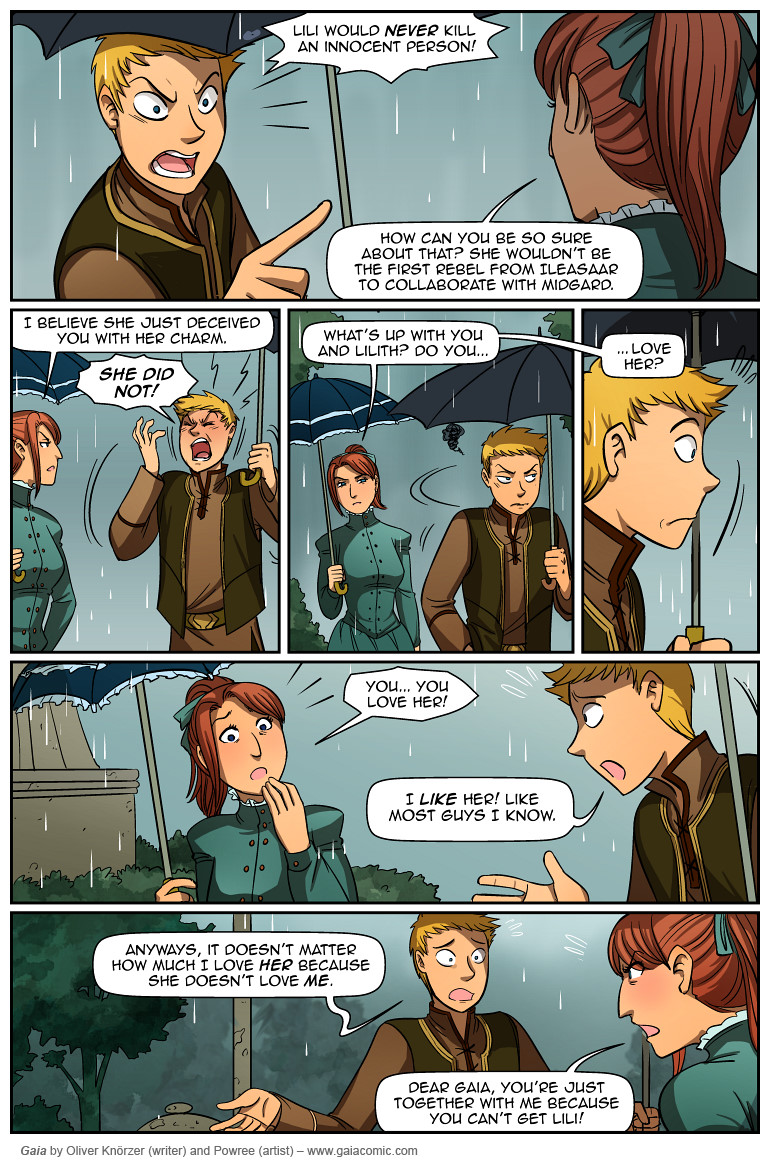 LILI WOULD NEVER KILL
AN INNOCENT PERSON!
HOW CAN YOU BE SO SURE
ABOUT THAT? SHE WOULDN'T BE
THE FIRST REBEL FROM ILEASAAR
TO COLLABORATE WITH MIDGARD.
I BELIEVE SHE JUST DECEIVED
YOU WITH HER CHARM.
SHE DID
NOT!
WHAT'S UP WITH YOU
AND LILITH? DO YOU...
...LOVE
HER?
YOU... YOU
LOVE HER!
I LIKE HER! LIKE
MOST GUYS I KNOW.
ANYWAYS, IT DOESN'T MATTER
HOW MUCH I LOVE HER BECAUSE
SHE DOESN'T LOVE ME.
DEAR GAIA, YOU'RE JUST
TOGETHER WITH ME BECAUSE
YOU CAN'T GET LILI!
Gaia by Oliver Knörzer (writer) and Powree (artist) – www.gaiacomic.com